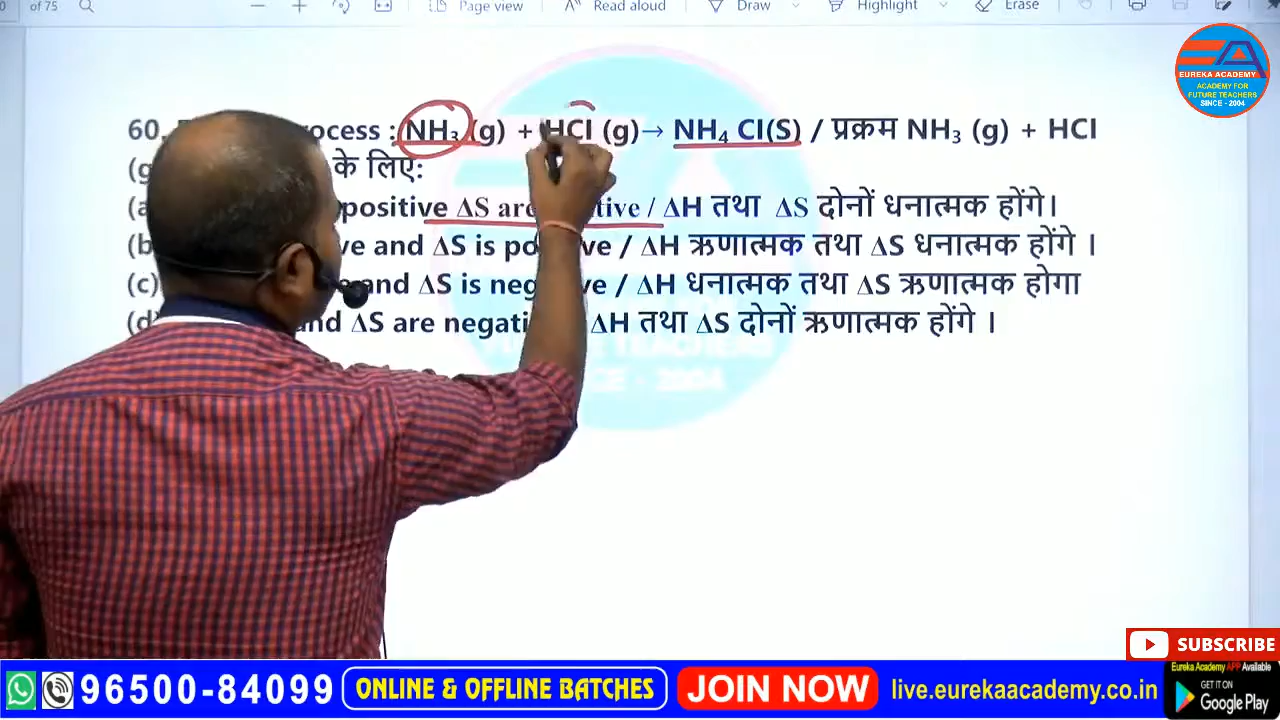 of 75
Page view
Read aloud
Draw
Highlight
Erase
EUREKA ACADEMY
ACADEMY FOR
FUTURE TEACHERS
SINCE - 2004
60. rocess : NH₃ (g) + HCl (g)→ NH₄ Cl(S) / प्रक्रम NH₃ (g) + HCl
(g के लिए:
(a positive ΔS are tive / ΔH तथा ΔS दोनों धनात्मक होंगे।
(b ve and ΔS is po ve / ΔH ऋणात्मक तथा ΔS धनात्मक होंगे ।
(c) and ΔS is neg ve / ΔH धनात्मक तथा ΔS ऋणात्मक होगा
(d and ΔS are negati ΔH तथा ΔS दोनों ऋणात्मक होंगे ।
FUTURE TEACHERS
CE - 2004
SUBSCRIBE
96500-84099
ONLINE & OFFLINE BATCHES
JOIN NOW
live.eurekaacademy.co.in
Eureka Academy APP Available
GET IT ON
Google Play